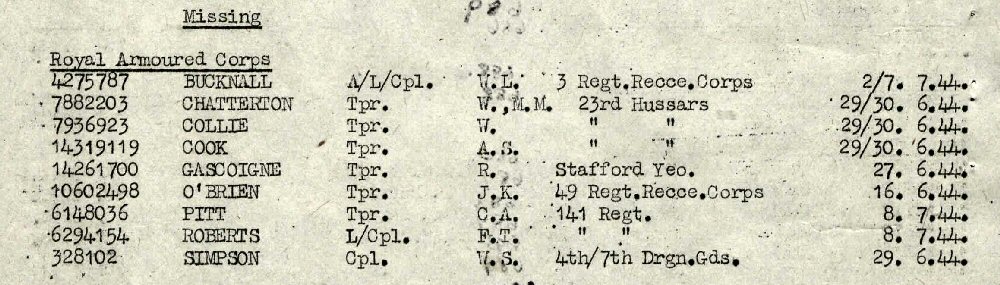 Missing
Royal Armoured Corps
4275787 BUCKNALL A/L/Cpl. W.L. 3 Regt.Recce.Corps 2/7. 7.44.
7882203 CHATTERTON Tpr. W.,M.M. 23rd Hussars 29/30. 6.44.
7936923 COLLIE Tpr. W. " " 29/30. 6.44.
14319119 COOK Tpr. A.S. " " 29/30. 6.44.
14261700 GASCOIGNE Tpr. R. Stafford Yeo. 27. 6.44.
10602498 O'BRIEN Tpr. J.K. 49 Regt.Recce.Corps 16. 6.44.
6148036 PITT Tpr. C.A. 141 Regt. 8. 7.44.
6294154 ROBERTS L/Cpl. F.T. " " 8. 7.44.
328102 SIMPSON Cpl. W.S. 4th/7th Drgn.Gds. 29. 6.44.